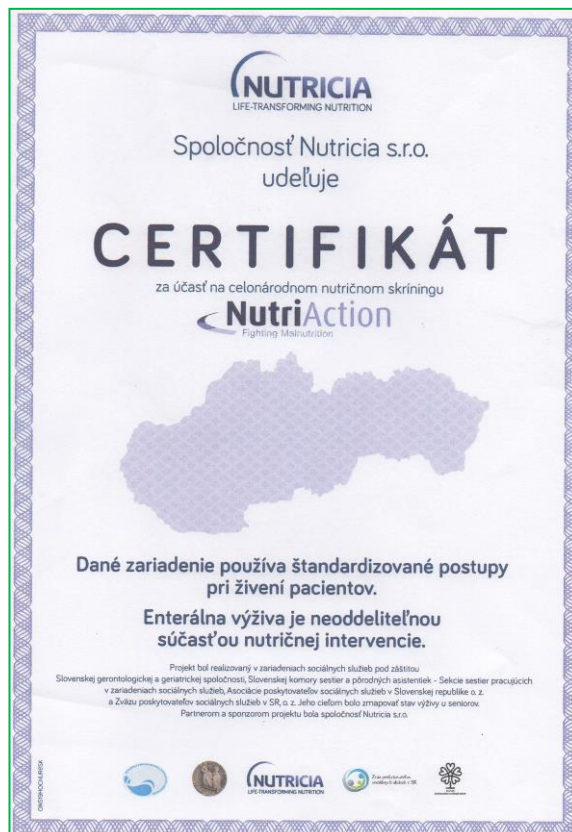 NUTRICIA
LIFE-TRANSFORMING NUTRITION
Spoločnosť Nutricia s.r.o.
udeľuje
CERTIFIKÁT
za účasť na celonárodnom nutričnom skríningu
NutriAction
Fighting Malnutrition
Dané zariadenie používa štandardizované postupy
pri živení pacientov.
Enterálna výživa je neoddeliteľnou
súčasťou nutričnej intervencie.
Projekt bol realizovaný v zariadeniach sociálnych služieb pod záštitou
Slovenskej gerontologickej a geriatrickej spoločnosti, Slovenskej komory sestier a pôrodných asistentiek - Sekcie sestier pracujúcich
v zariadeniach sociálnych služieb, Asociácie poskytovateľov sociálnych služieb v Slovenskej republike o. z.
a Zväzu poskytovateľov sociálnych služieb v SR, o. z. Jeho cieľom bolo zmapovať stav výživy u seniorov.
Partnerom a sponzorom projektu bola spoločnosť Nutricia s.r.o.
NUTRICIA
LIFE-TRANSFORMING NUTRITION